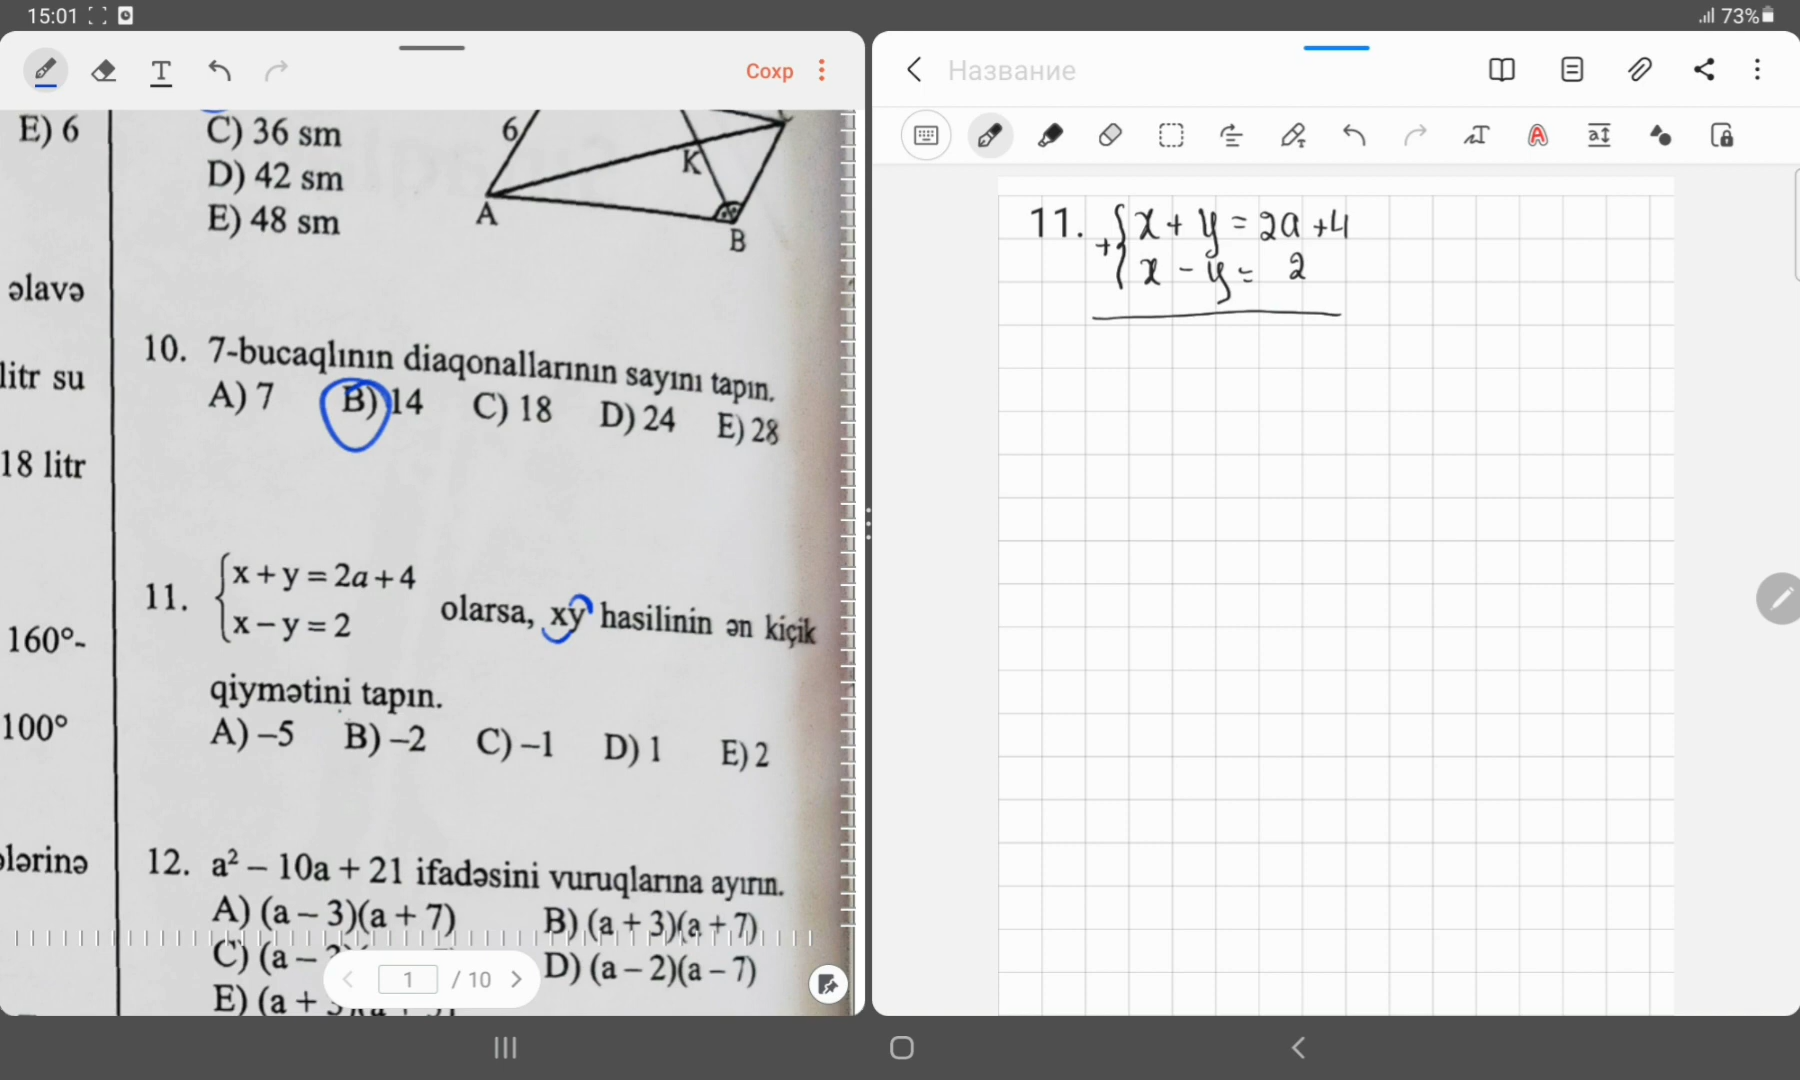 15:01
73%
Сохр
E) 6
əlavə
litr su
18 litr
160°-
100°
lərinə
C) 36 sm
D) 42 sm
E) 48 sm
6
K
A
B
10. 7-bucaqlının diaqonallarının sayını tapın.
A) 7 B) 14 C) 18 D) 24 E) 28
11. {x + y = 2a + 4
x − y = 2
olarsa, xy hasilinin ən kiçik
qiymətini tapın.
A) −5 B) −2 C) −1 D) 1 E) 2
12. a² − 10a + 21 ifadəsini vuruqlarına ayırın.
A) (a − 3)(a + 7) B) (a + 3)(a + 7)
C) (a − D) (a − 2)(a − 7)
E) (a +
1 / 10
Название
11. + {x + y = 2a + 4
x - y = 2